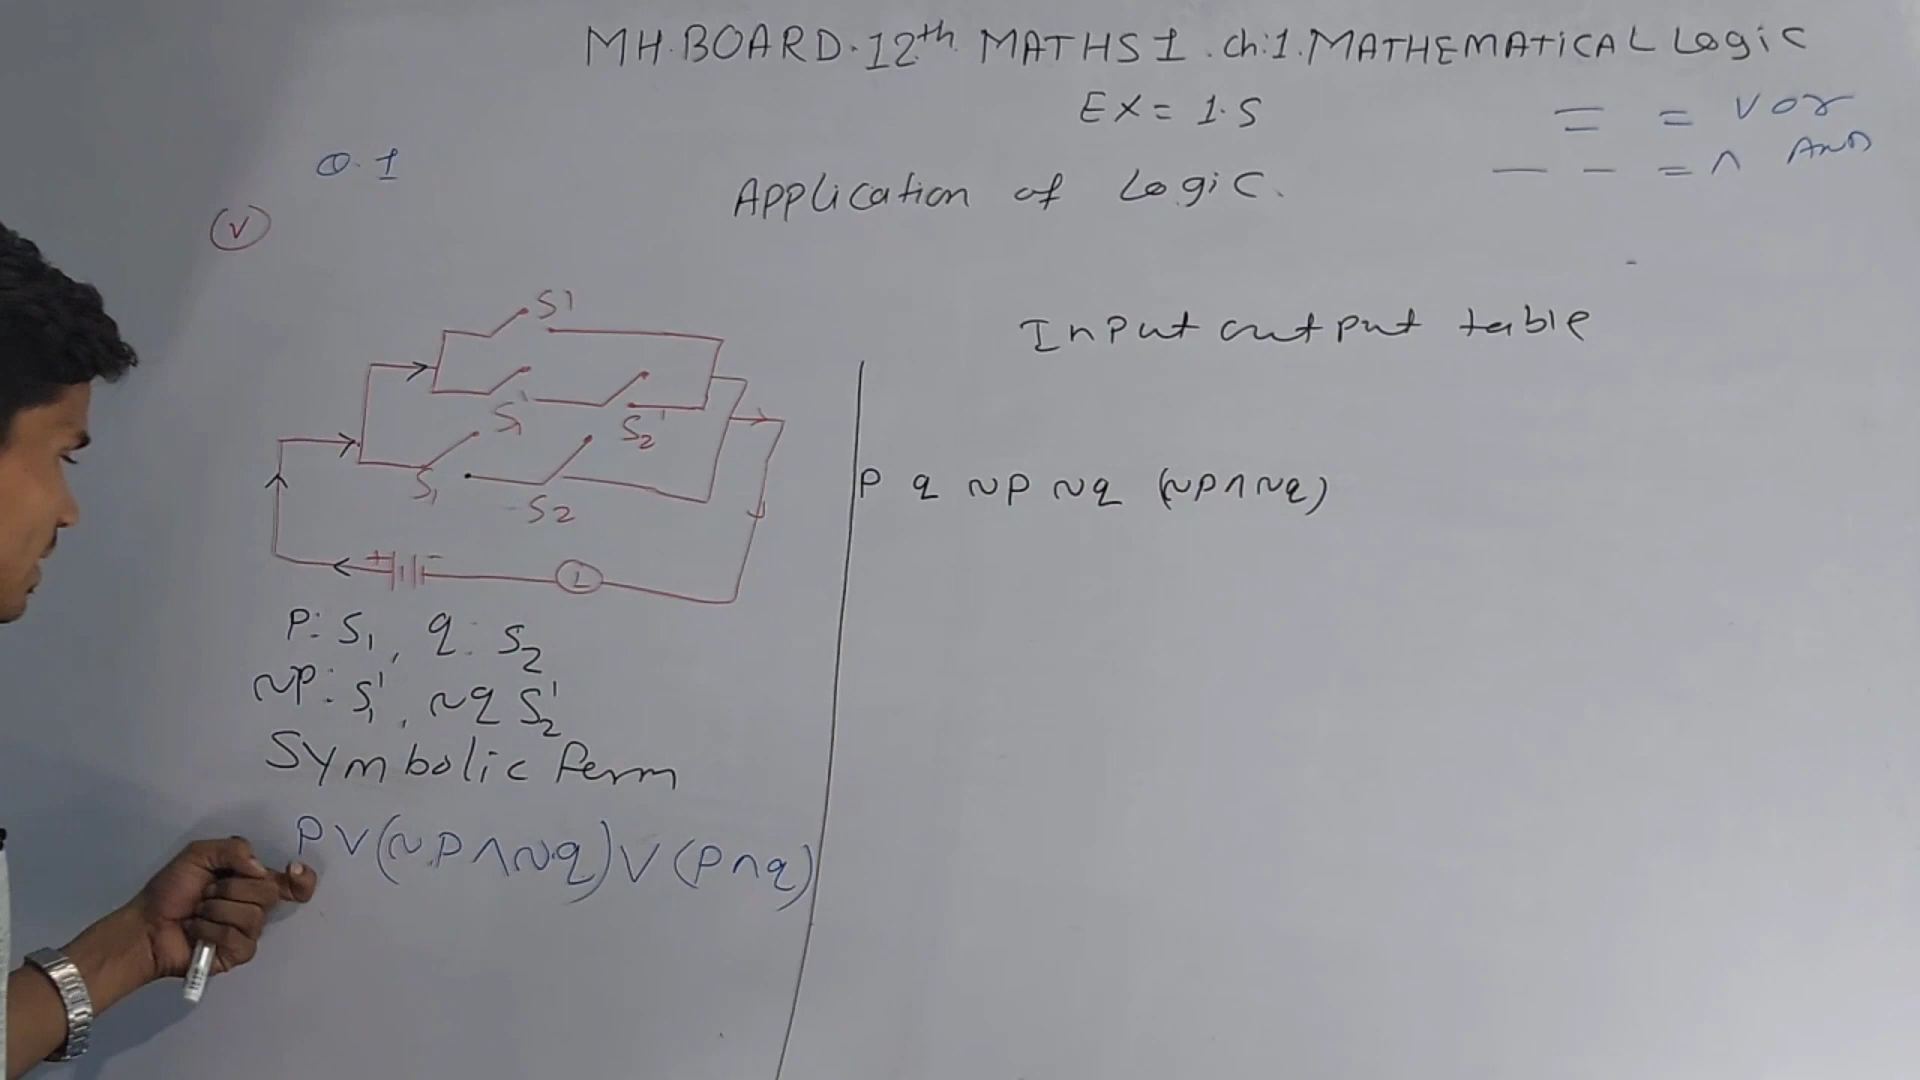 MH.BOARD.12th MATHS 1. ch:1. MATHEMATICAL Logic
EX = 1.5
= = V or
— – = ∧ AND
Q.1
Application of Logic.
(V)
S'
S1' S2'
S1 S2
+ -
L
Input output table
P q ~P ~q (~P∧~q)
P: S1, q: S2
~P: S1', ~q S2'
Symbolic Form
P V (~P∧~q) V (P∧q)